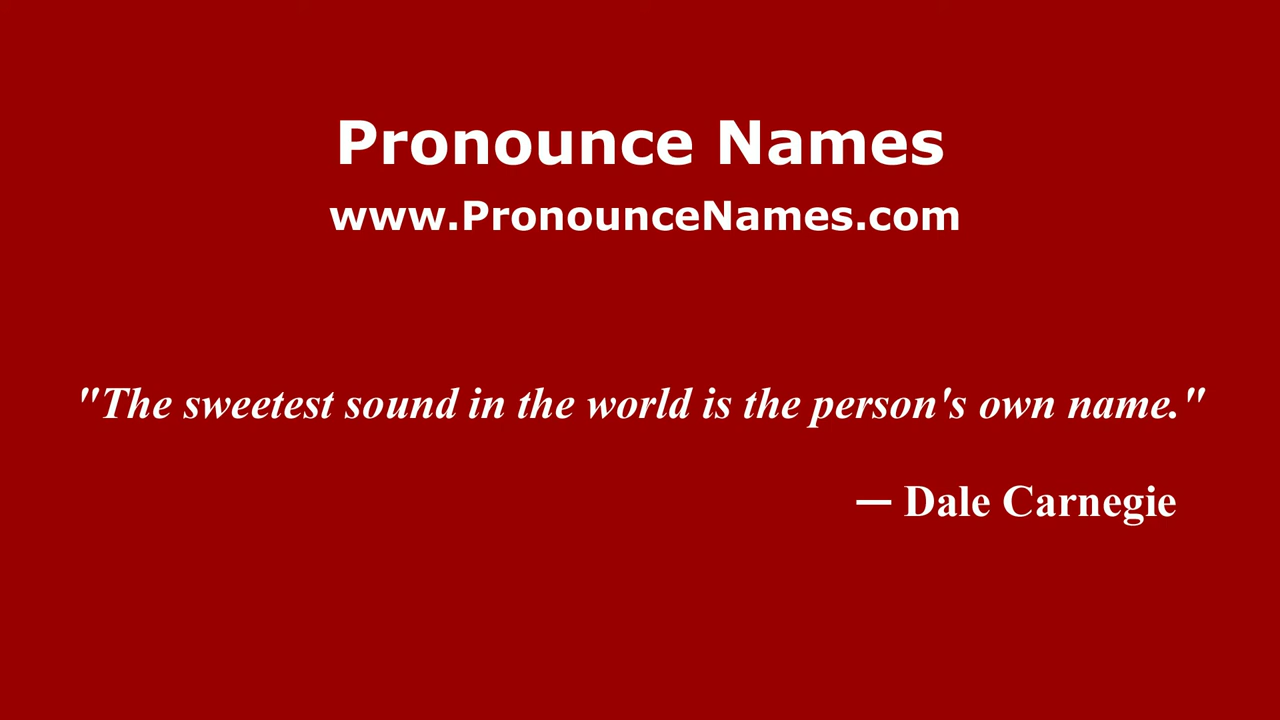 Pronounce Names
www.PronounceNames.com
"The sweetest sound in the world is the person's own name."
— Dale Carnegie